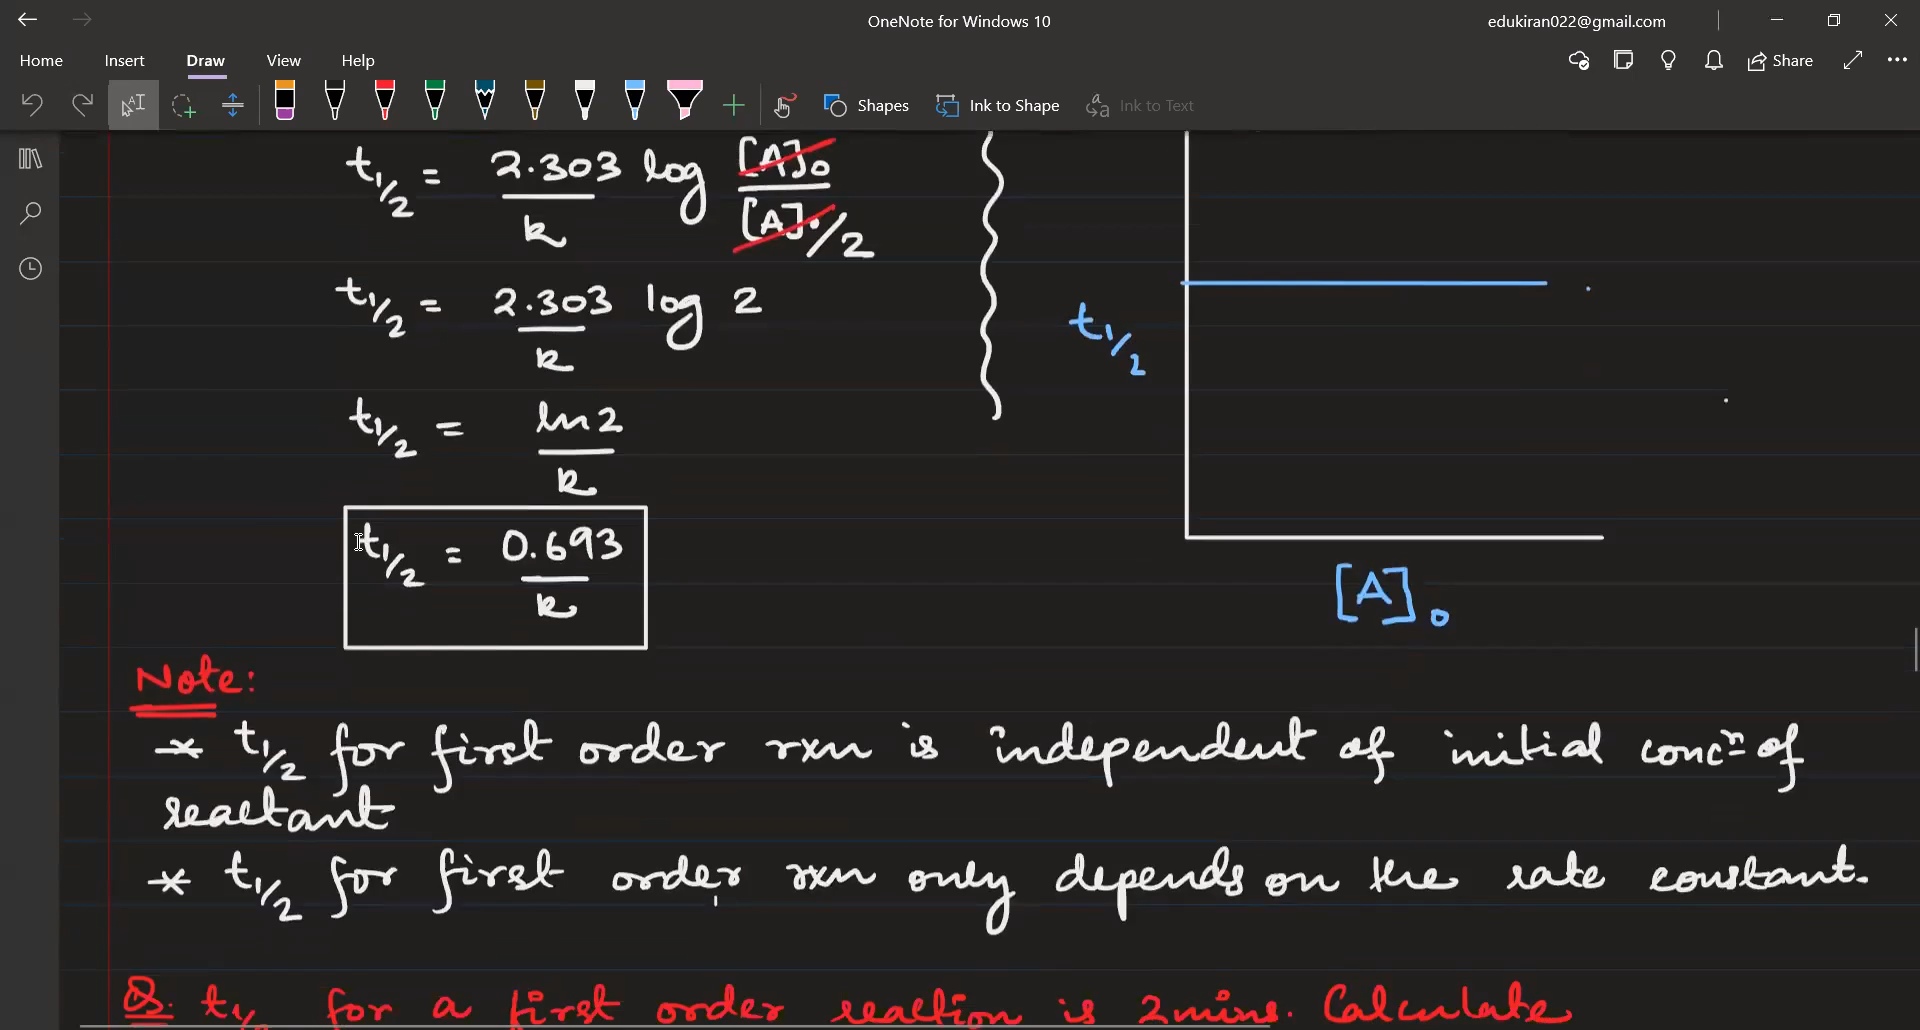 OneNote for Windows 10
edukiran022@gmail.com
Home Insert Draw View Help
Share
Shapes Ink to Shape Ink to Text
t1/2 = 2.303/k log [A]0/[A]0/2
t1/2 = 2.303/k log 2
t1/2 = ln2/k
t1/2 = 0.693/k
t1/2
[A]0
Note:
* t1/2 for first order rxn is independent of initial concn of
reactant
* t1/2 for first order rxn only depends on the rate constant.
Q. t1/2 for a first order reaction is 2mins. Calculate